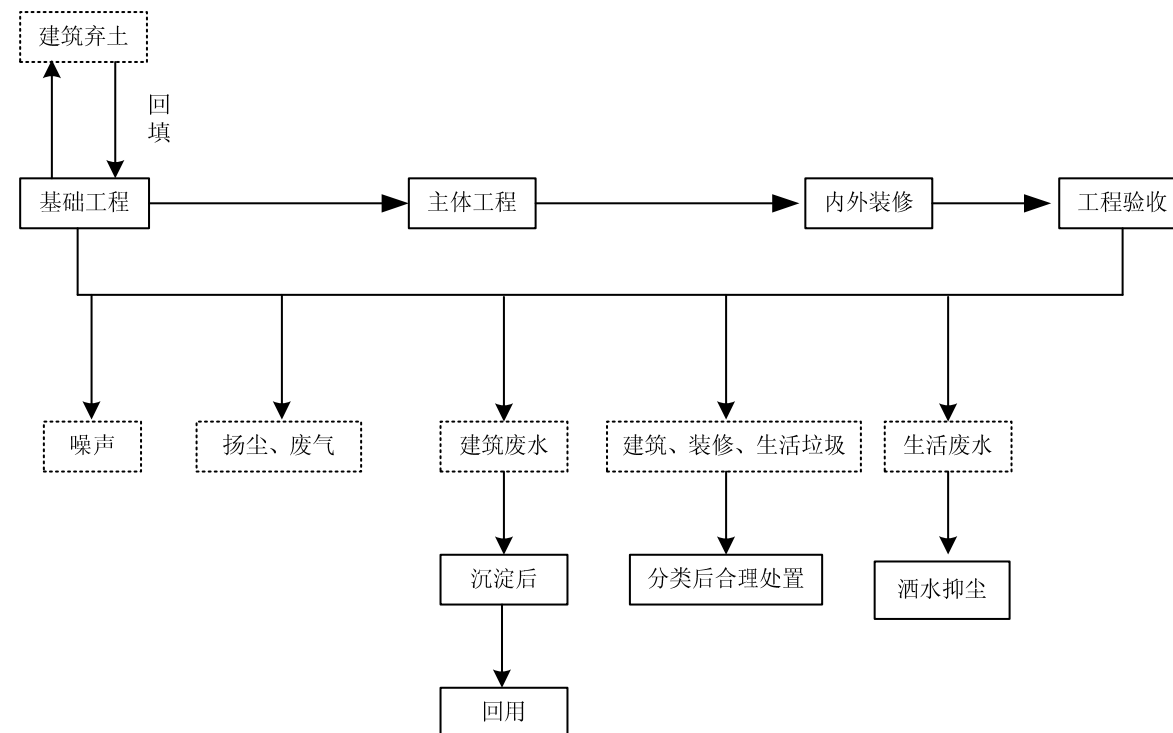 建筑弃土
回
填
基础工程
主体工程
内外装修
工程验收
噪声
扬尘、废气
建筑废水
建筑、装修、生活垃圾
生活废水
沉淀后
分类后合理处置
洒水抑尘
回用